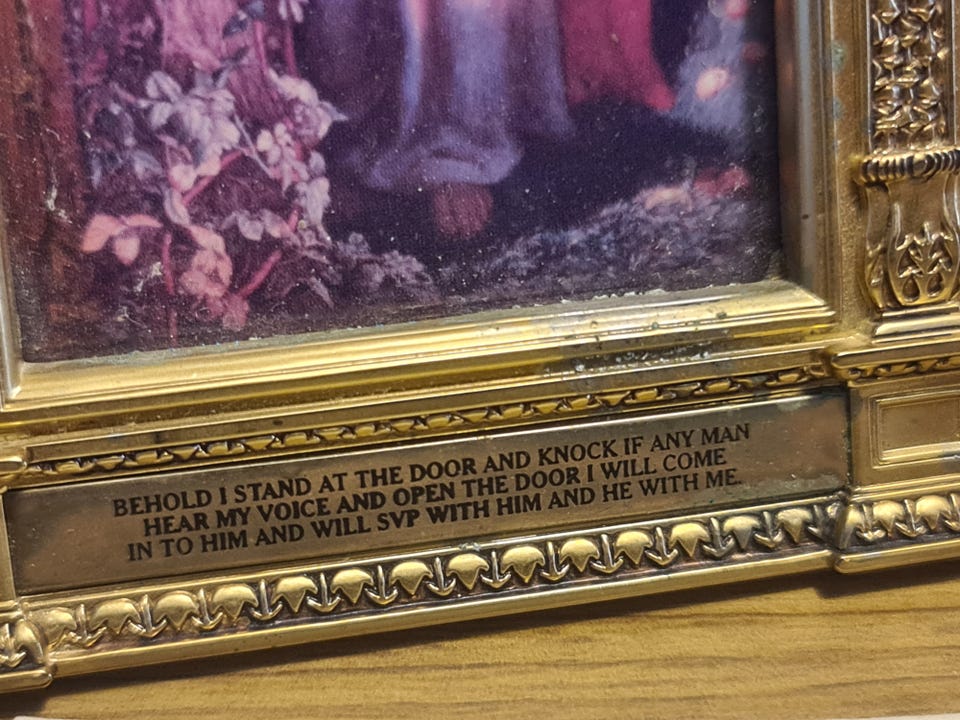 BEHOLD I STAND AT THE DOOR AND KNOCK IF ANY MAN
HEAR MY VOICE AND OPEN THE DOOR I WILL COME
IN TO HIM AND WILL SVP WITH HIM AND HE WITH ME.